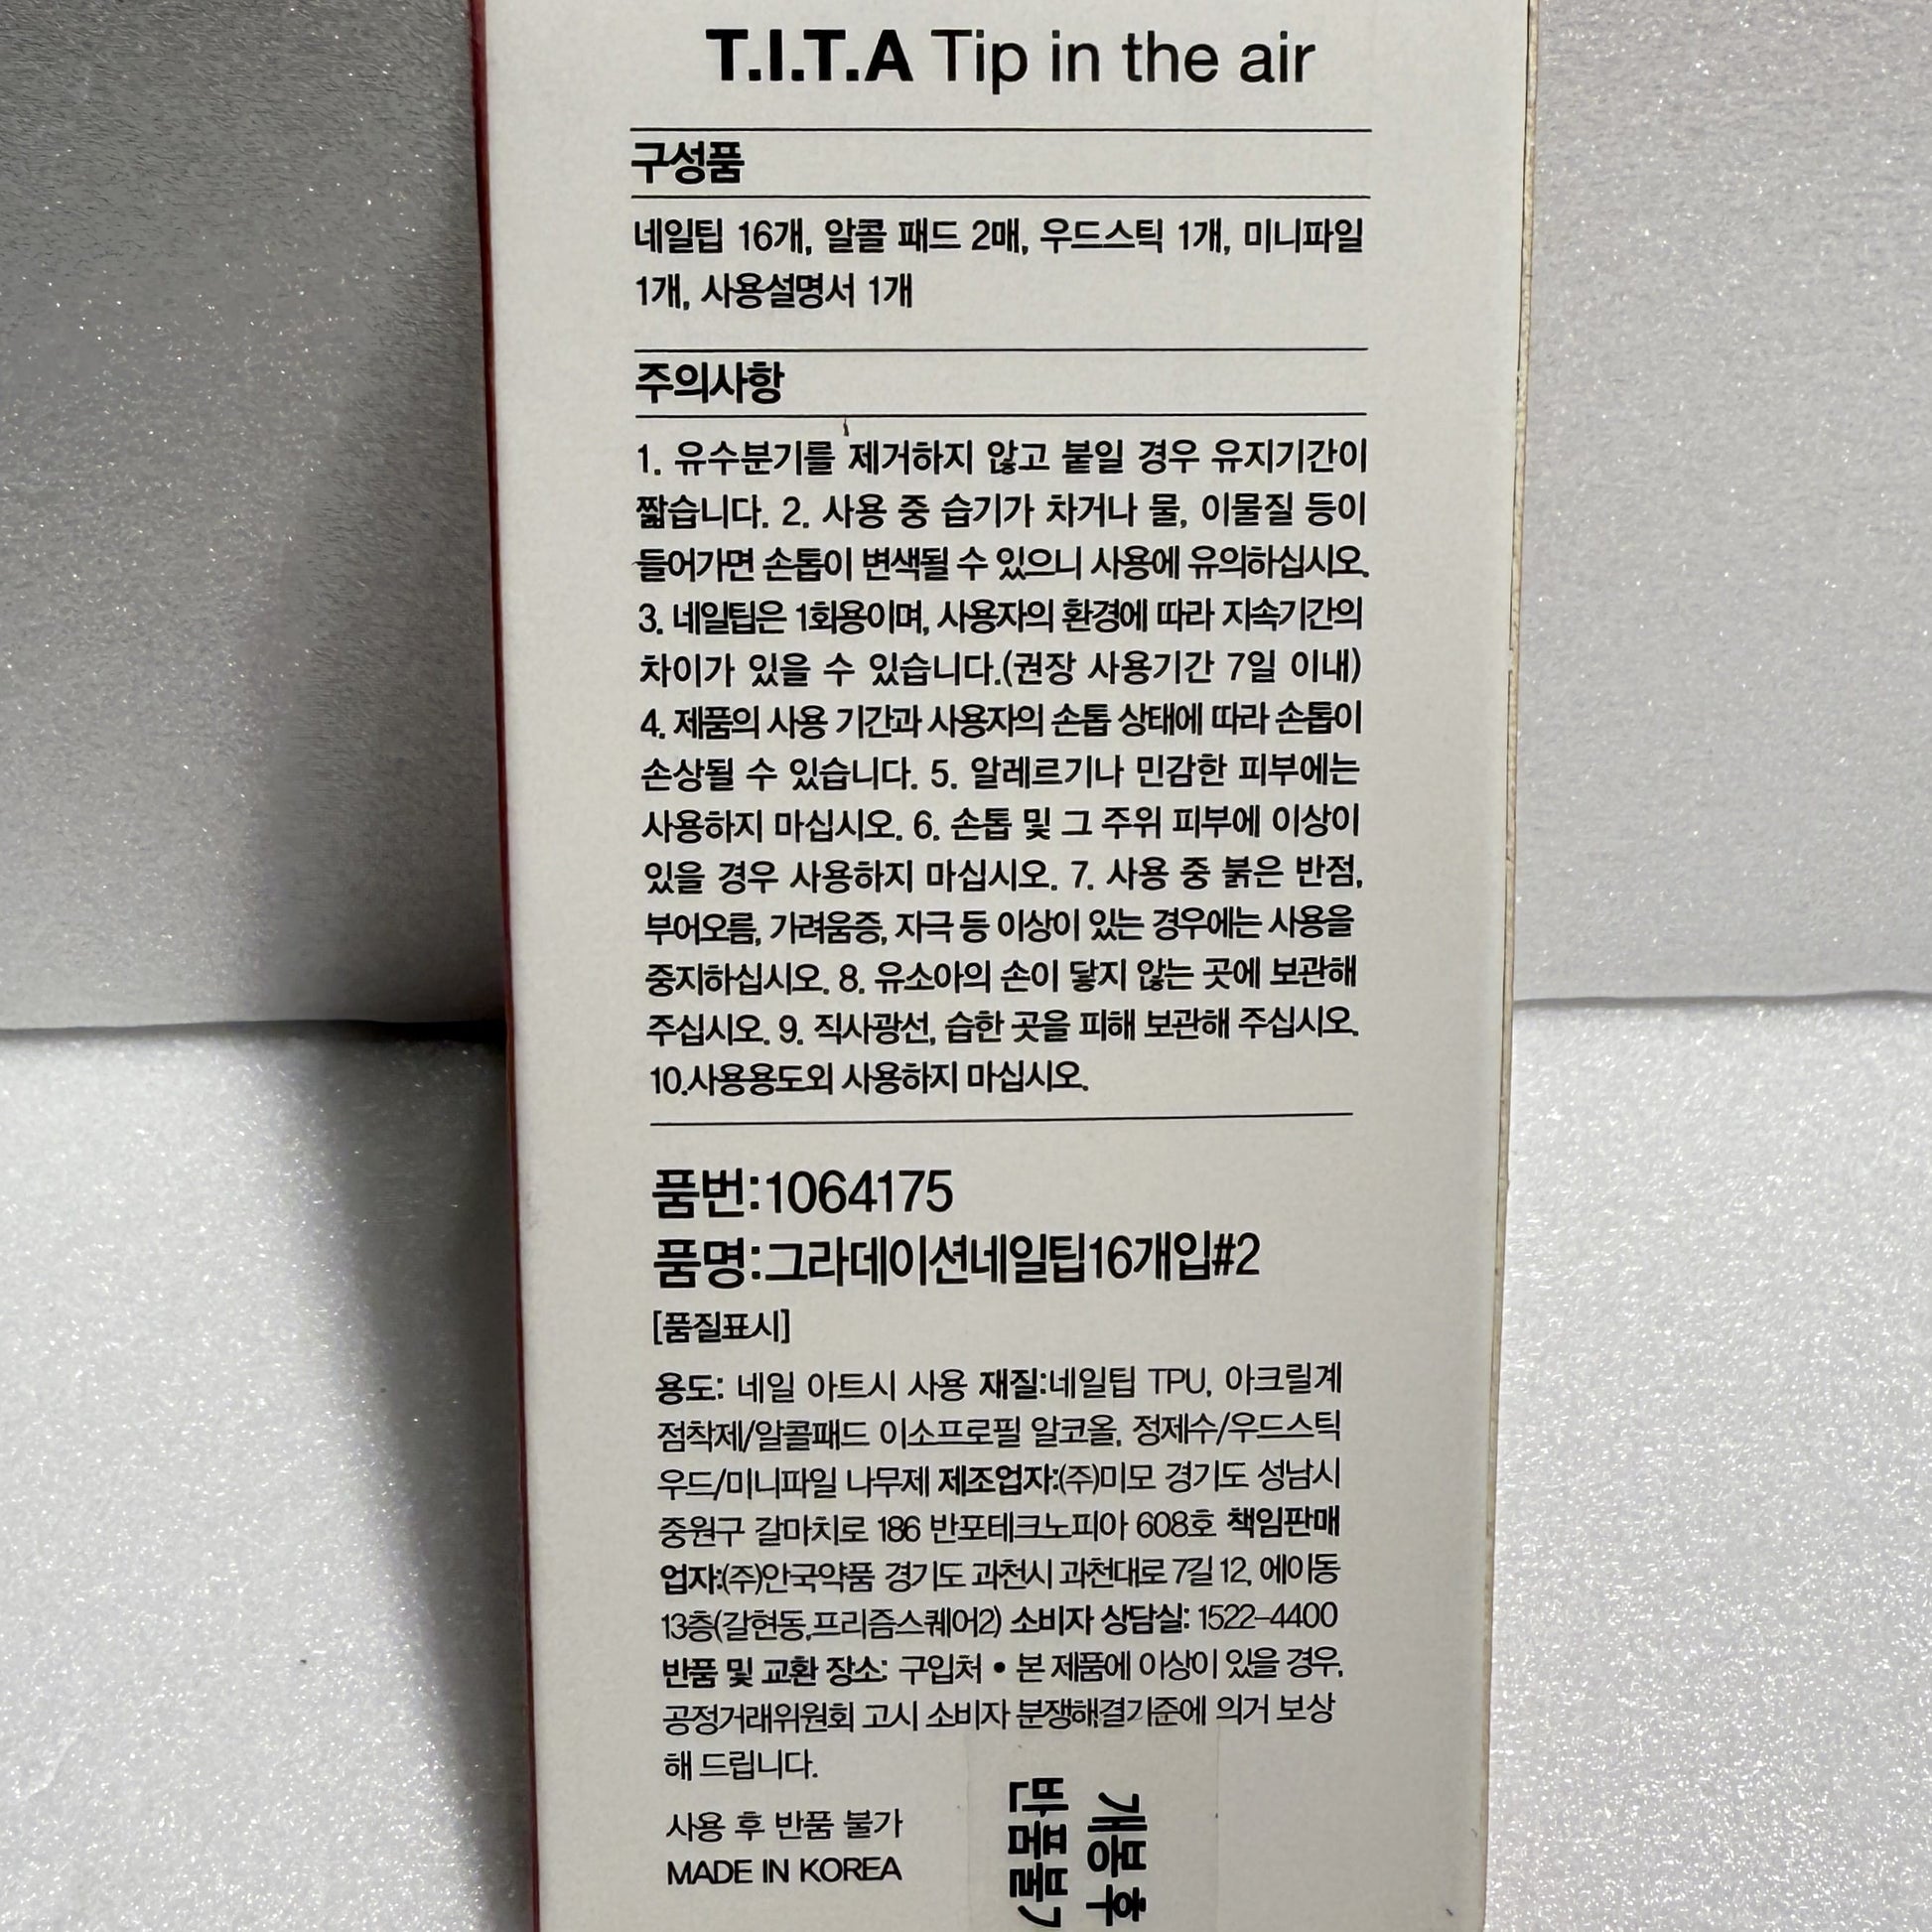 T.I.T.A Tip in the air
구성품
네일팁 16개, 알콜 패드 2매, 우드스틱 1개, 미니파일
1개, 사용설명서 1개
주의사항
1. 유수분기를 제거하지 않고 붙일 경우 유지기간이
짧습니다. 2. 사용 중 습기가 차거나 물, 이물질 등이
들어가면 손톱이 변색될 수 있으니 사용에 유의하십시오.
3. 네일팁은 1회용이며, 사용자의 환경에 따라 지속기간의
차이가 있을 수 있습니다.(권장 사용기간 7일 이내)
4. 제품의 사용 기간과 사용자의 손톱 상태에 따라 손톱이
손상될 수 있습니다. 5. 알레르기나 민감한 피부에는
사용하지 마십시오. 6. 손톱 및 그 주위 피부에 이상이
있을 경우 사용하지 마십시오. 7. 사용 중 붉은 반점,
부어오름, 가려움증, 자극 등 이상이 있는 경우에는 사용을
중지하십시오. 8. 유소아의 손이 닿지 않는 곳에 보관해
주십시오. 9. 직사광선, 습한 곳을 피해 보관해 주십시오.
10.사용용도외 사용하지 마십시오.
품번:1064175
품명:그라데이션네일팁16개입#2
[품질표시]
용도: 네일 아트시 사용 재질:네일팁 TPU, 아크릴계
점착제/알콜패드 이소프로필 알코올, 정제수/우드스틱
우드/미니파일 나무제 제조업자:(주)미모 경기도 성남시
중원구 갈마치로 186 반포테크노피아 608호 책임판매
업자:(주)안국약품 경기도 과천시 과천대로 7길 12, 에이동
13층(갈현동,프리즘스퀘어2) 소비자 상담실: 1522-4400
반품 및 교환 장소: 구입처 • 본 제품에 이상이 있을 경우,
공정거래위원회 고시 소비자 분쟁해결기준에 의거 보상
해 드립니다.
사용 후 반품 불가
MADE IN KOREA
개봉 후